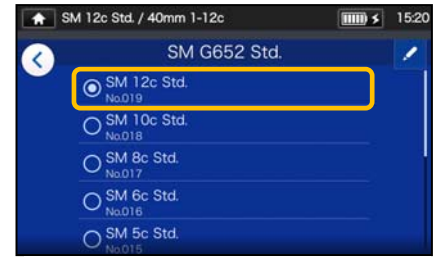 SM 12c Std. / 40mm 1-12c 15:20
SM G652 Std.
SM 12c Std.
No.019
SM 10c Std.
No.018
SM 8c Std.
No.017
SM 6c Std.
No.016
SM 5c Std.
No.015